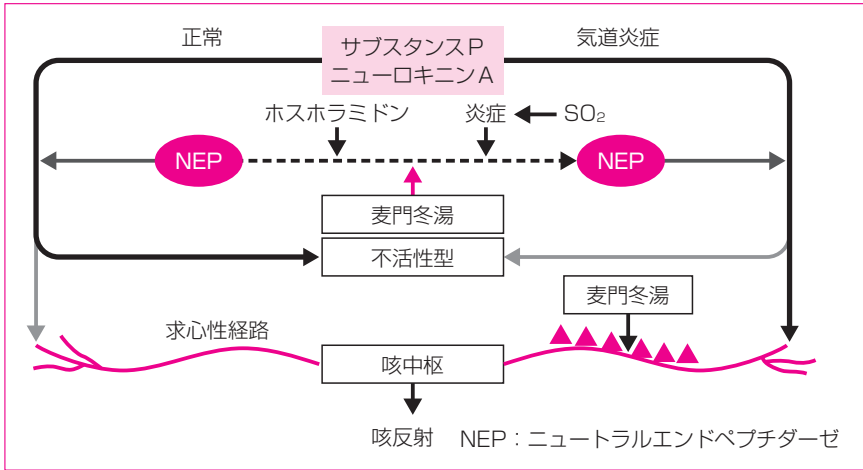 正常
サブスタンスP
ニューロキニンA
気道炎症
ホスホラミドン
炎症
SO₂
NEP
NEP
麦門冬湯
不活性型
麦門冬湯
求心性経路
咳中枢
咳反射
NEP：ニュートラルエンドペプチダーゼ